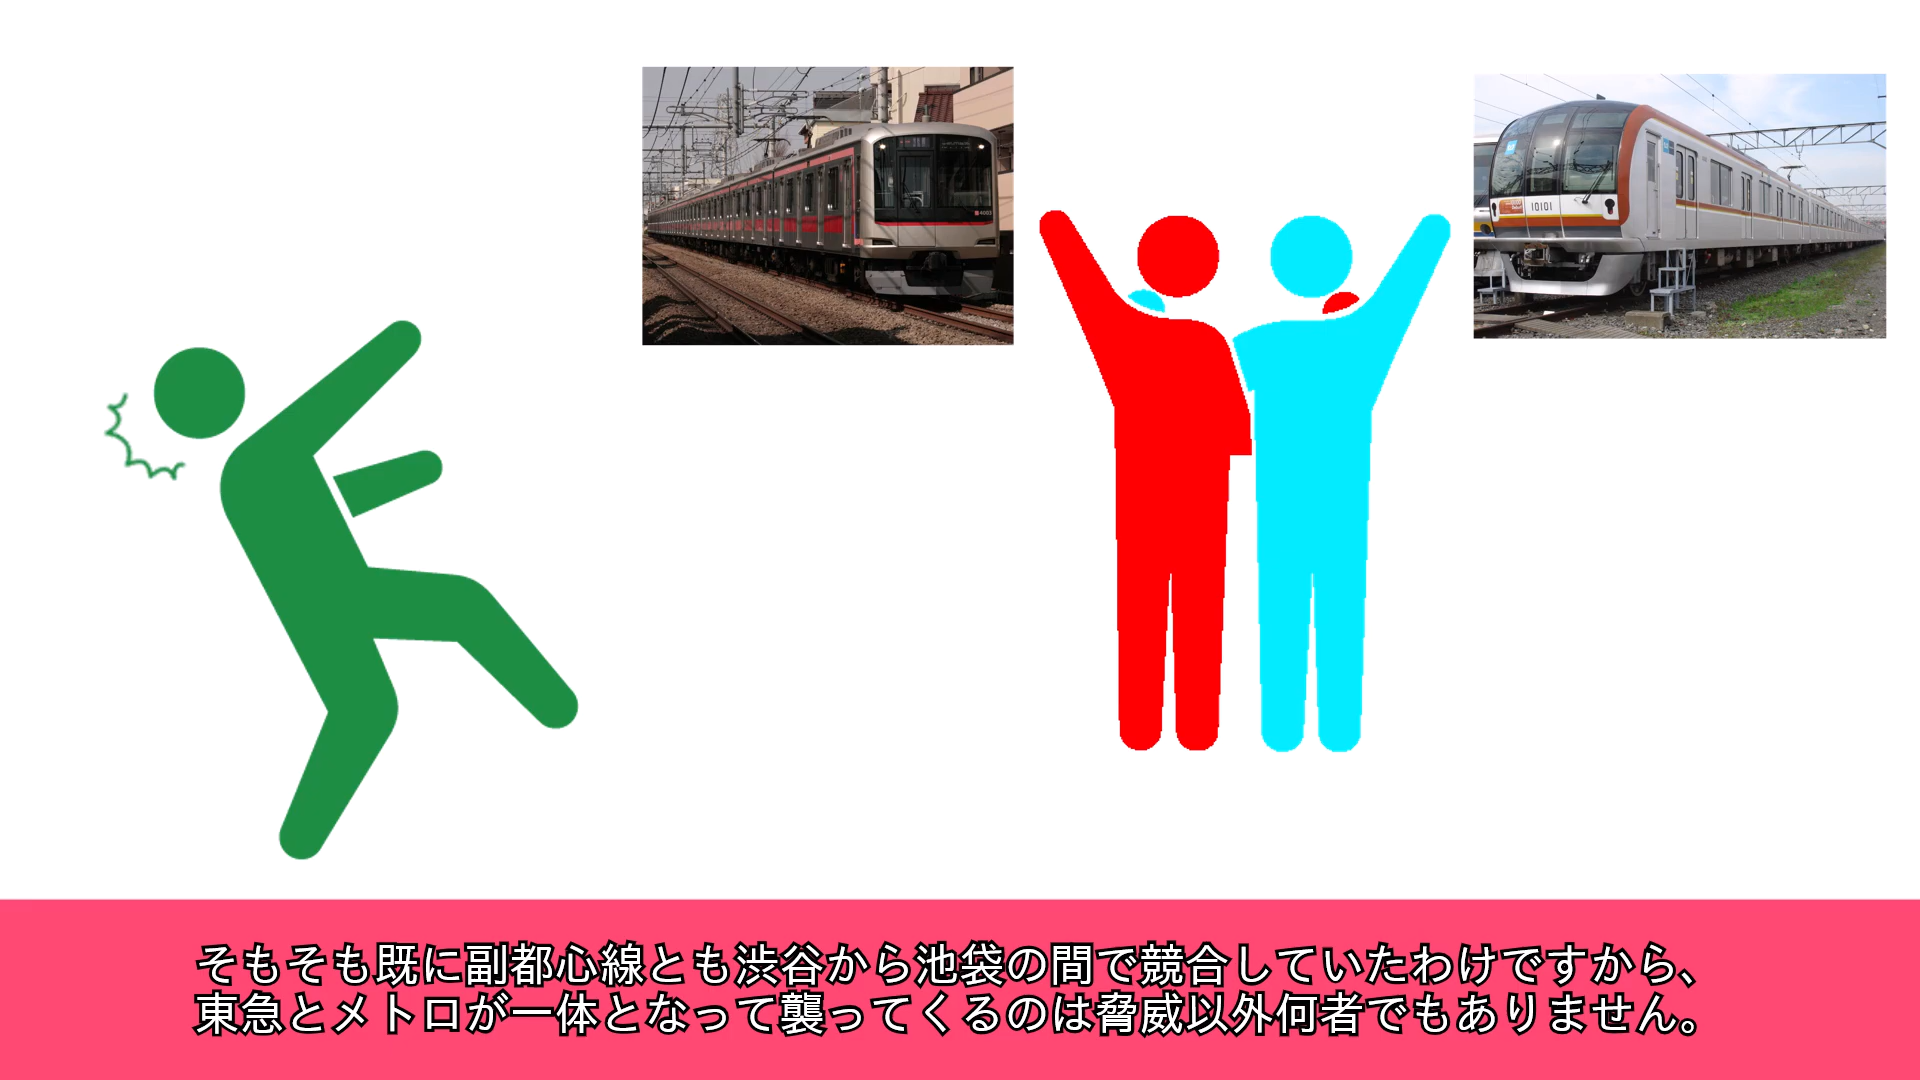 10101
4003
そもそも既に副都心線とも渋谷から池袋の間で競合していたわけですから、
東急とメトロが一体となって襲ってくるのは脅威以外何者でもありません。